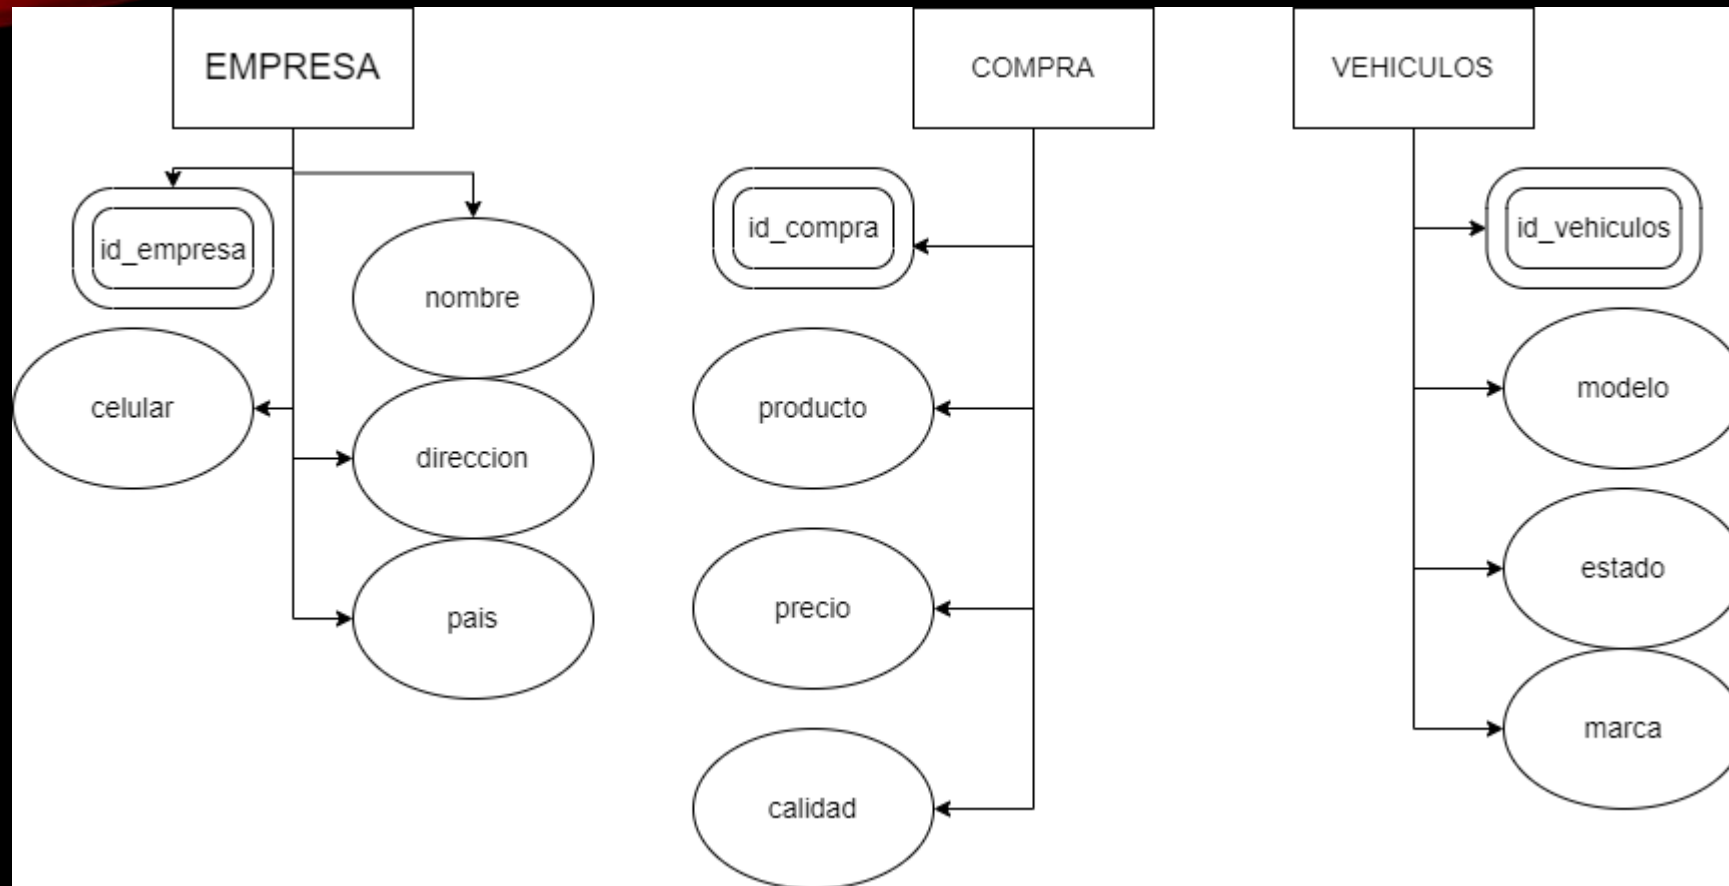 EMPRESA
COMPRA
VEHICULOS
id_empresa
nombre
celular
direccion
pais
id_compra
producto
precio
calidad
id_vehiculos
modelo
estado
marca